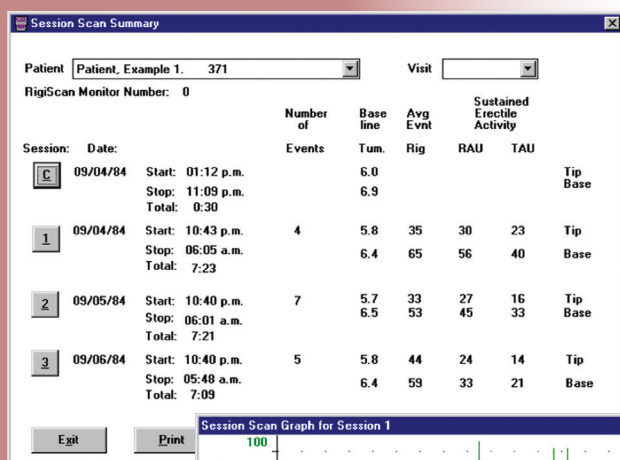 Session Scan Summary
Patient Patient, Example 1. 371 Visit
RigiScan Monitor Number: 0
Sustained
Number Base Avg Erectile
of line Evnt Activity
Session: Date: Events Tum. Rig RAU TAU
C 09/04/84 Start: 01:12 p.m. 6.0 Tip
Stop: 11:09 p.m. 6.9 Base
Total: 0:30
1 09/04/84 Start: 10:43 p.m. 4 5.8 35 30 23 Tip
Stop: 06:05 a.m. 6.4 65 56 40 Base
Total: 7:23
2 09/05/84 Start: 10:40 p.m. 7 5.7 33 27 16 Tip
Stop: 06:01 a.m. 6.5 53 45 33 Base
Total: 7:21
3 09/06/84 Start: 10:40 p.m. 5 5.8 44 24 14 Tip
Stop: 05:48 a.m. 6.4 59 33 21 Base
Total: 7:09
Exit Print
Session Scan Graph for Session 1
100